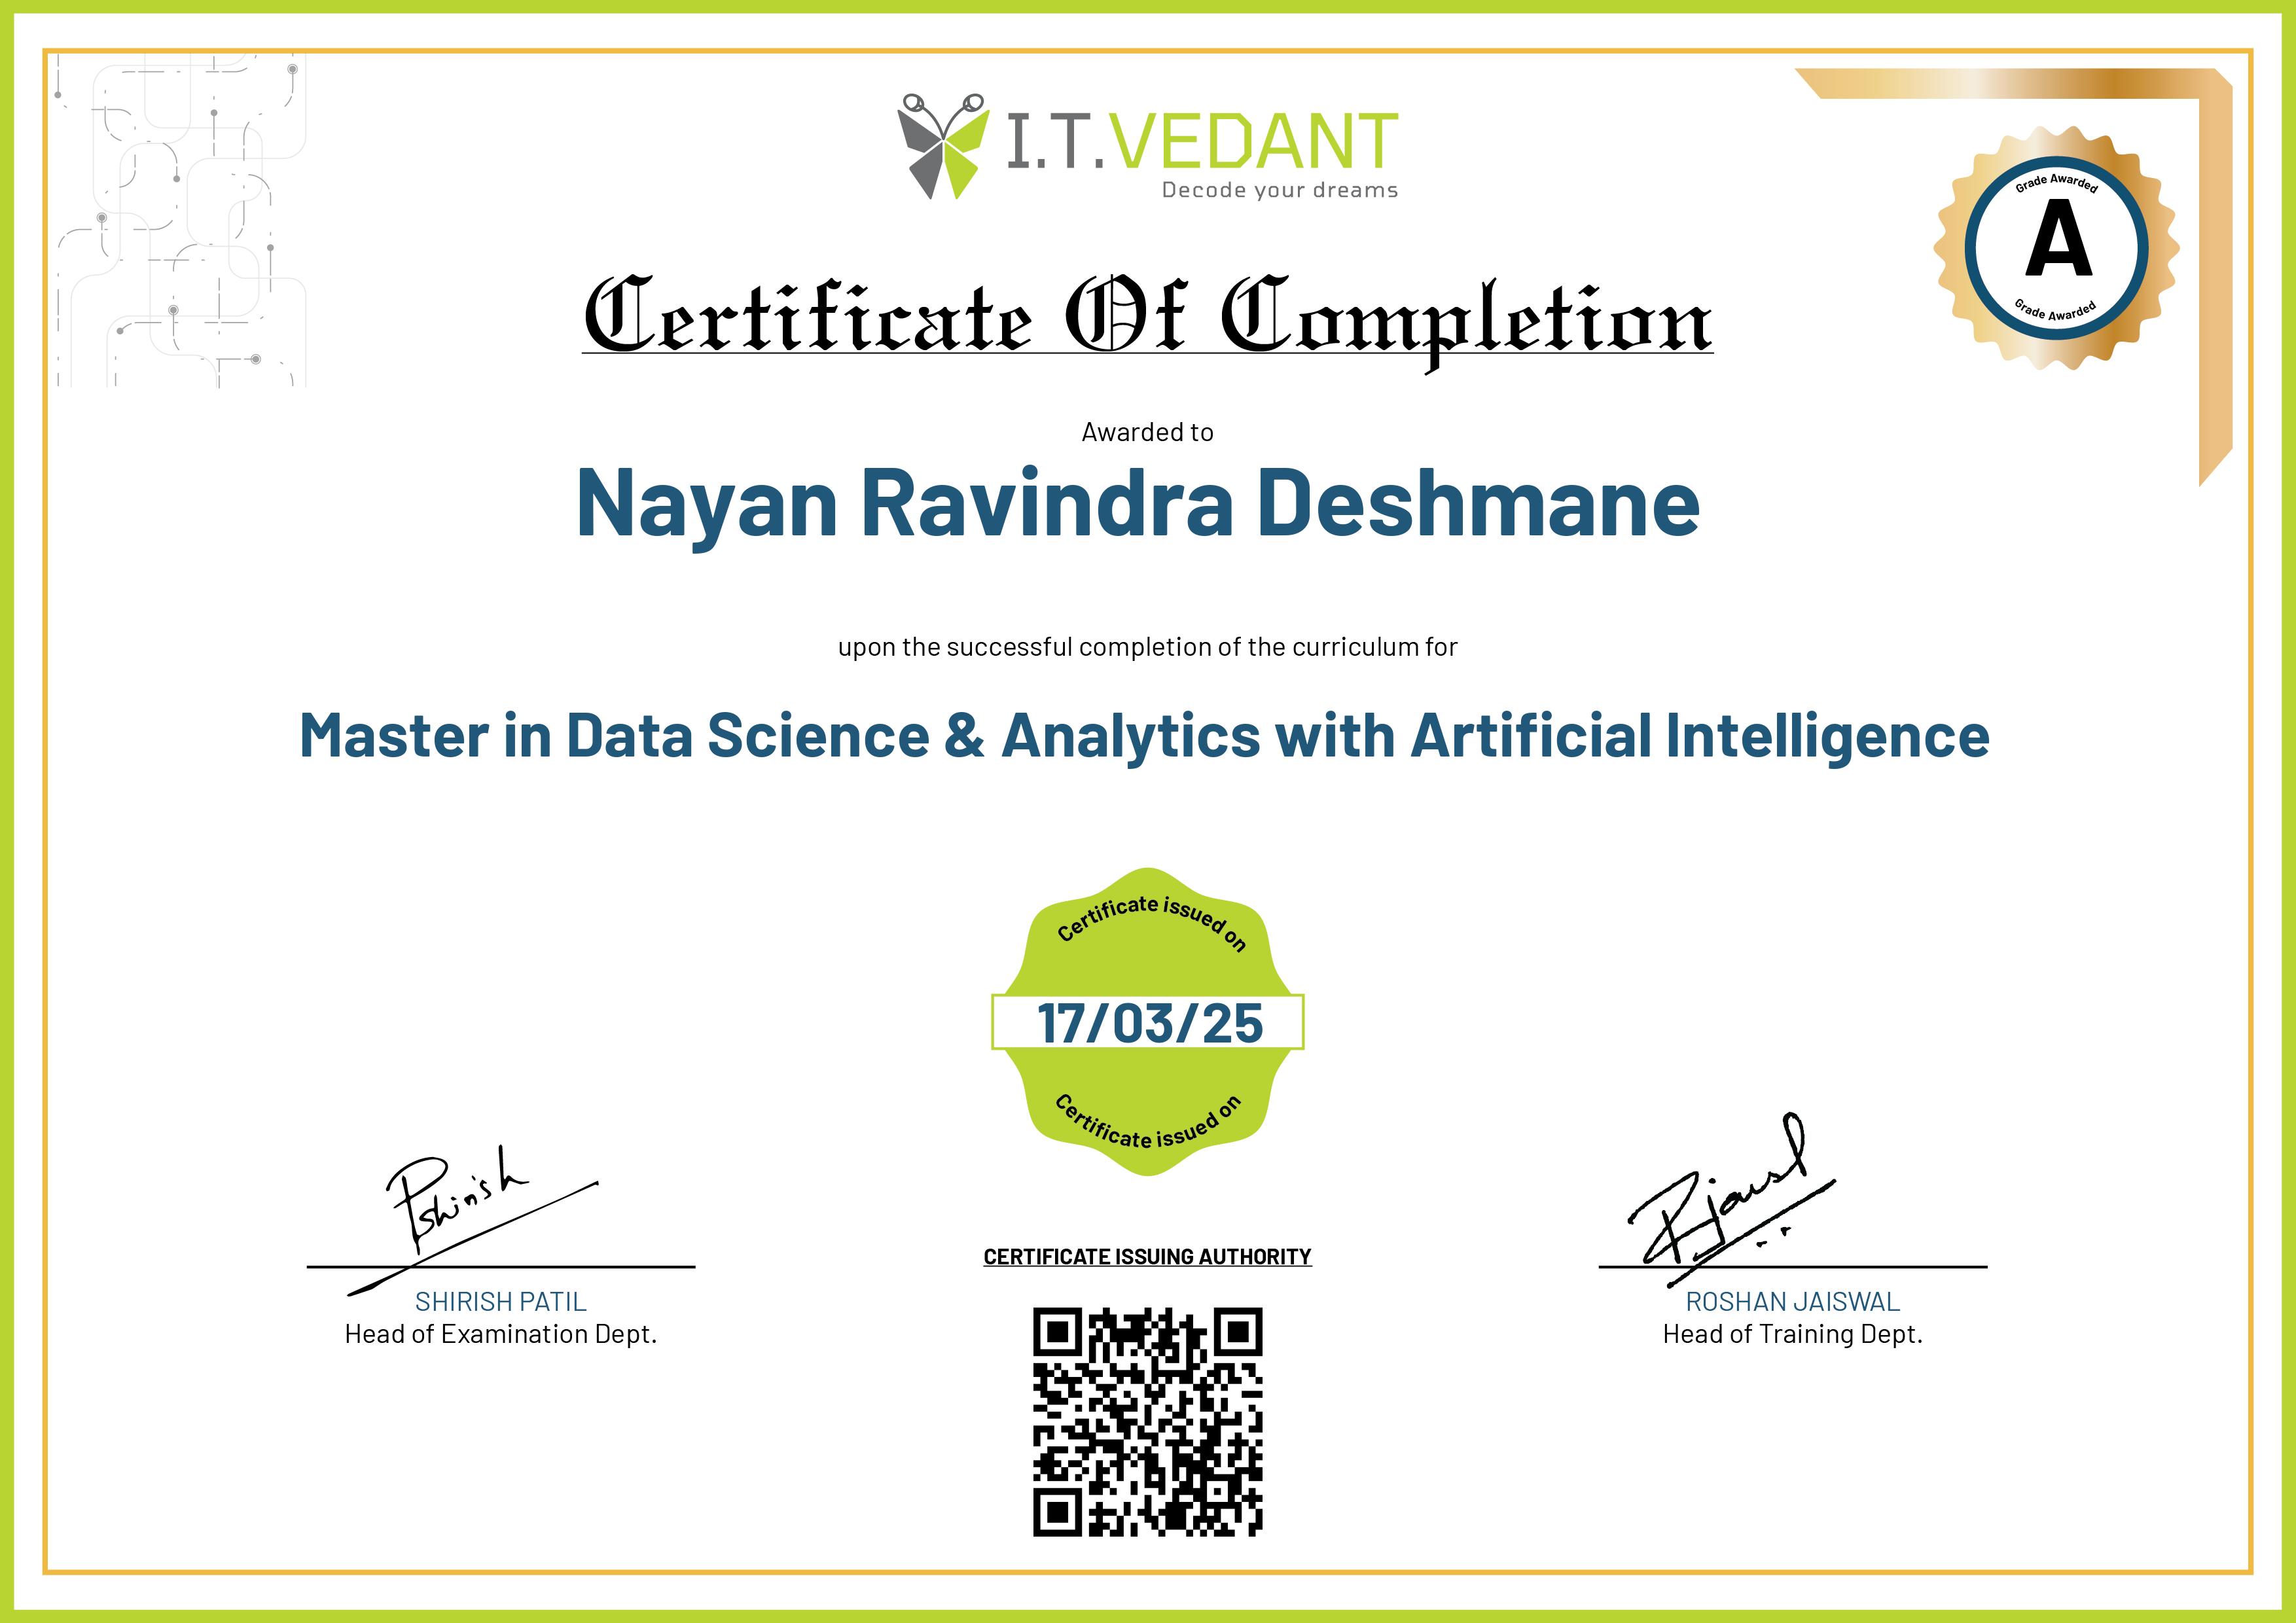 I.T.VEDANT
Decode your dreams
Grade Awarded
A
Grade Awarded
Certificate Of Completion
Awarded to
Nayan Ravindra Deshmane
upon the successful completion of the curriculum for
Master in Data Science & Analytics with Artificial Intelligence
Certificate issued on
17/03/25
Certificate issued on
Pshirish
Rjaiswal
CERTIFICATE ISSUING AUTHORITY
SHIRISH PATIL
Head of Examination Dept.
ROSHAN JAISWAL
Head of Training Dept.